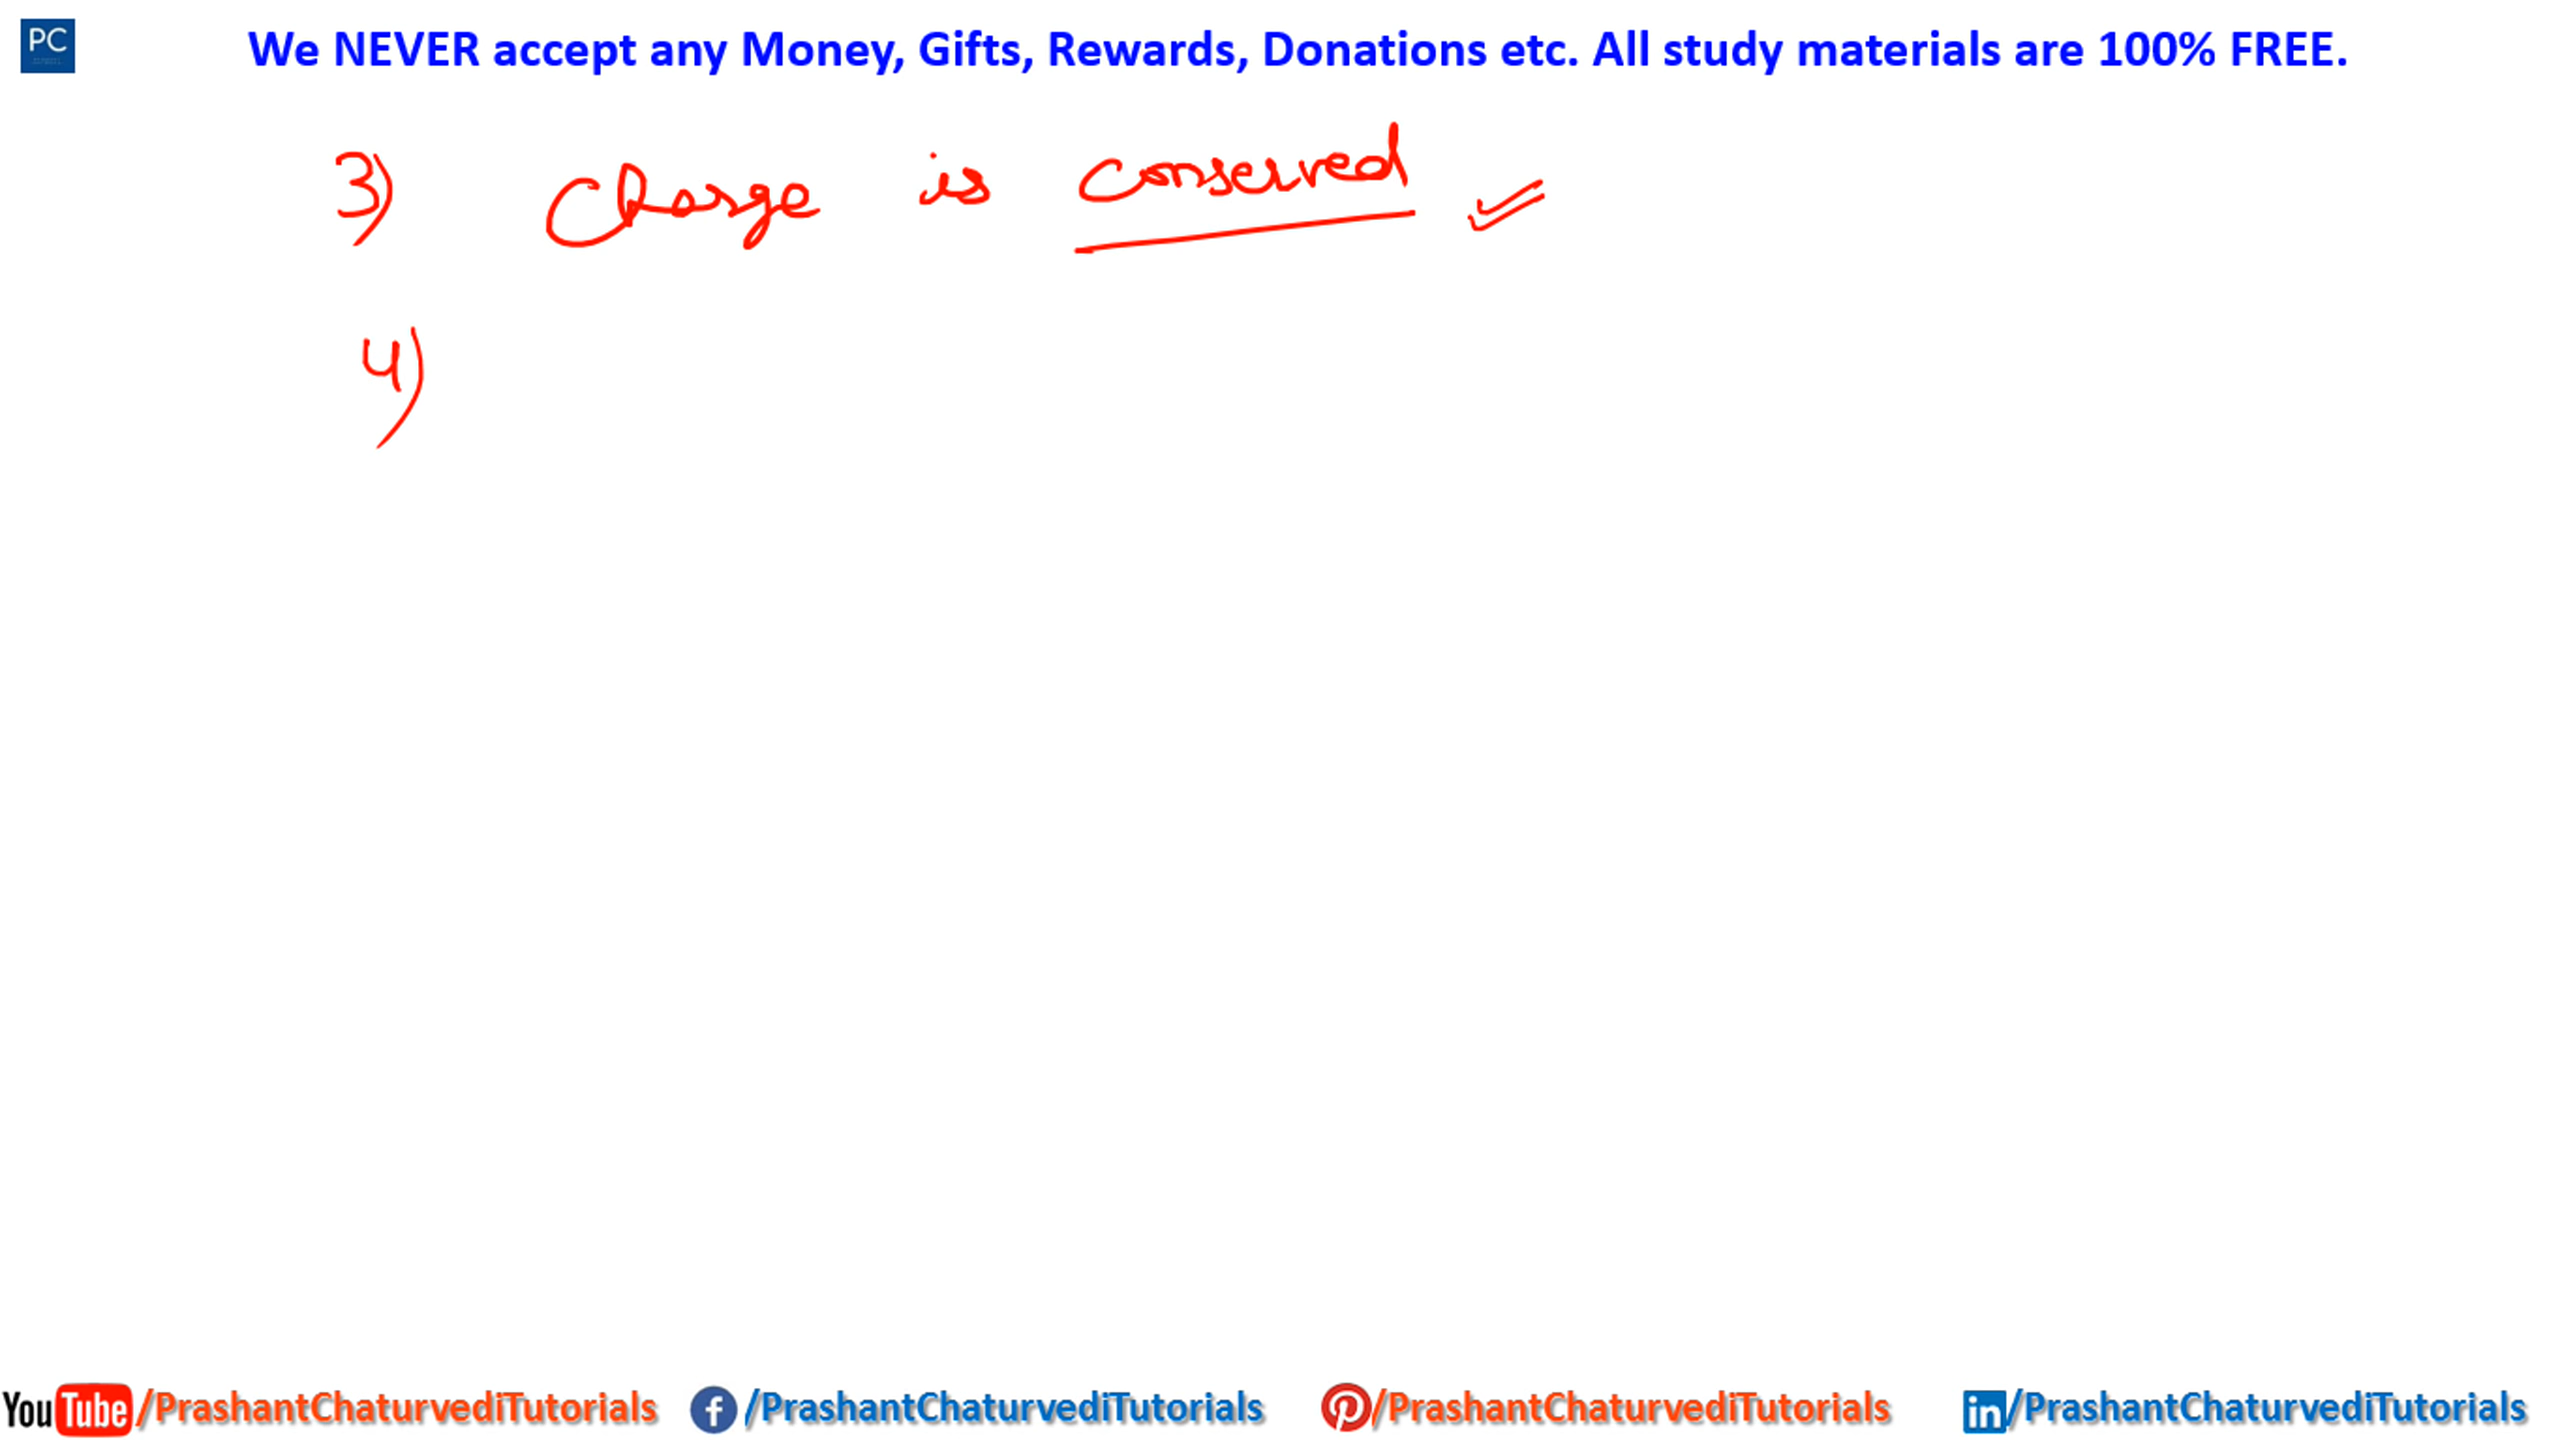 PC
We NEVER accept any Money, Gifts, Rewards, Donations etc. All study materials are 100% FREE.
3) Charge is conserved
4)
YouTube/PrashantChaturvediTutorials f/PrashantChaturvediTutorials /PrashantChaturvediTutorials in/PrashantChaturvediTutorials